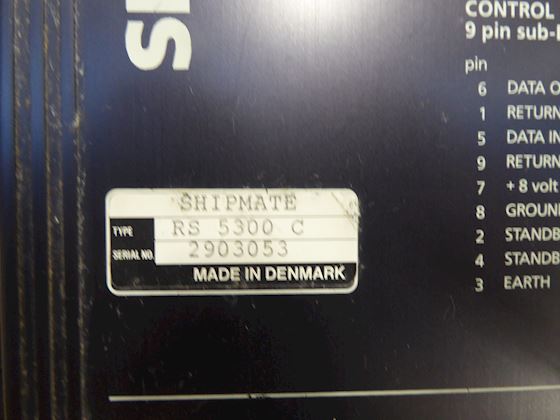 CONTROL
9 pin sub-
pin
6 DATA
1 RETURN
5 DATA IN
9 RETURN
7 + 8 volt
8 GROUND
2 STANDB
4 STANDB
3 EARTH
SHIPMATE
TYPE RS 5300 C
SERIAL NO. 2903053
MADE IN DENMARK